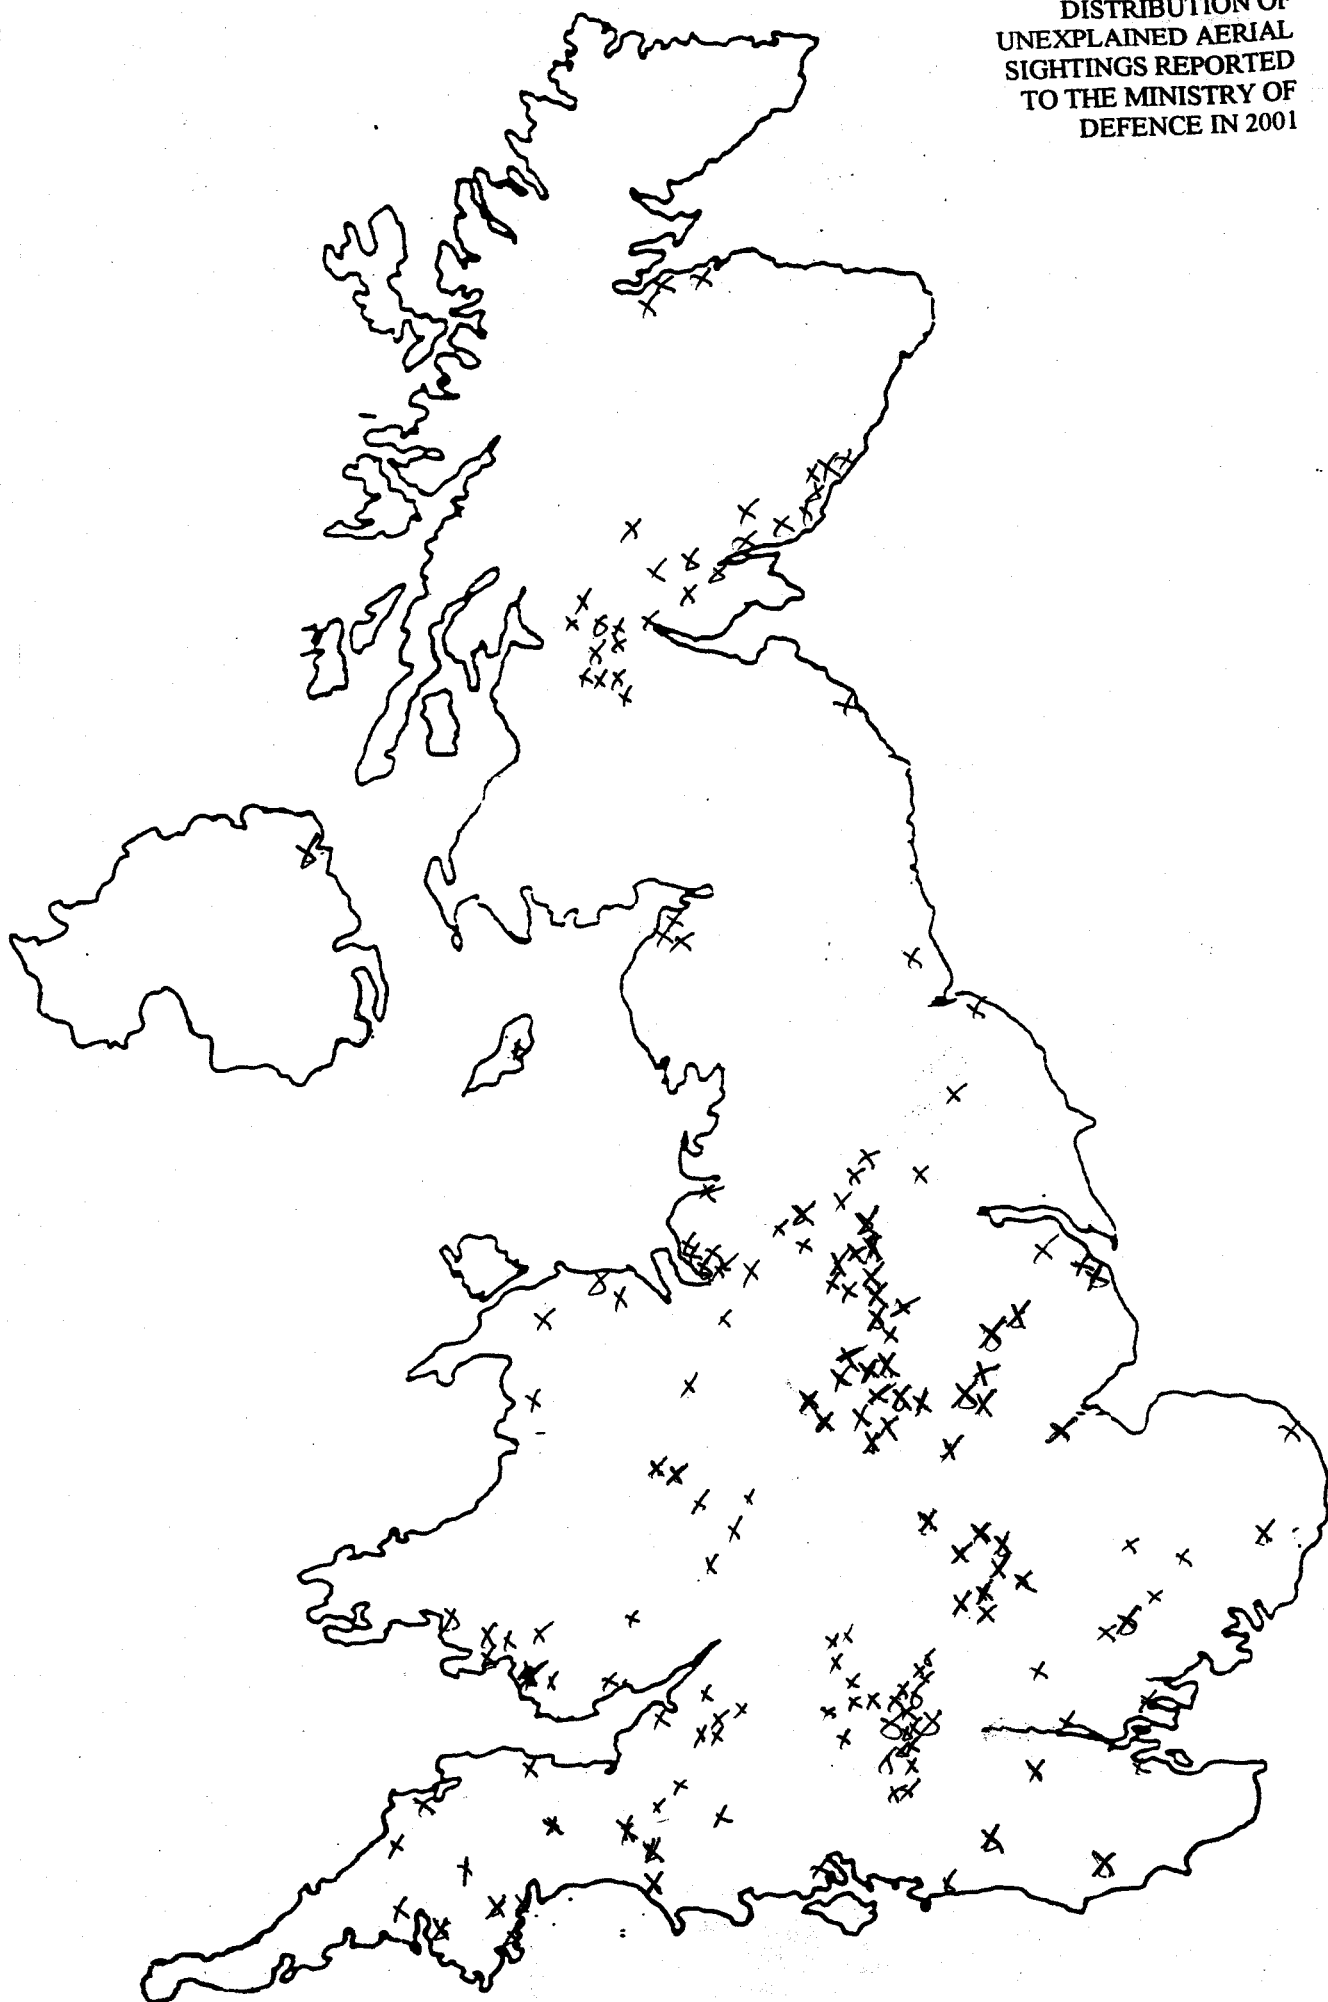 DISTRIBUTION OF
UNEXPLAINED AERIAL
SIGHTINGS REPORTED
TO THE MINISTRY OF
DEFENCE IN 2001